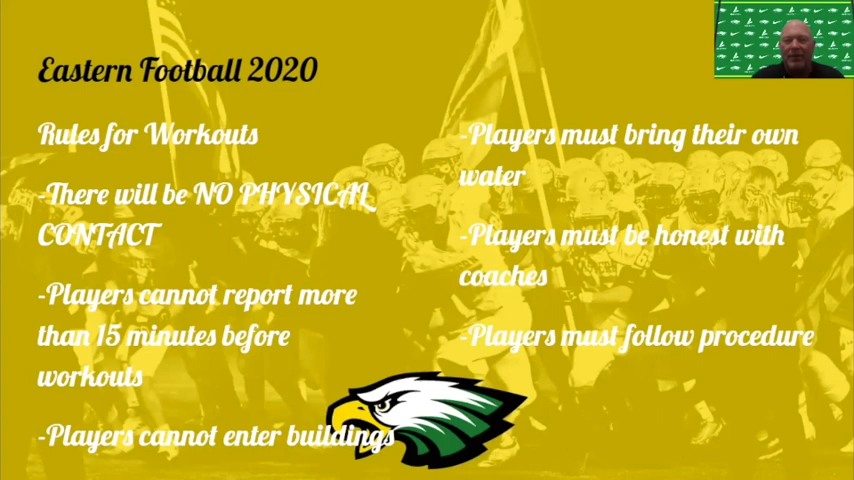 Eastern Football 2020
Rules for Workouts
-There will be NO PHYSICAL
CONTACT
-Players cannot report more
than 15 minutes before
workouts
-Players cannot enter buildings
-Players must bring their own
water
-Players must be honest with
coaches
-Players must follow procedure